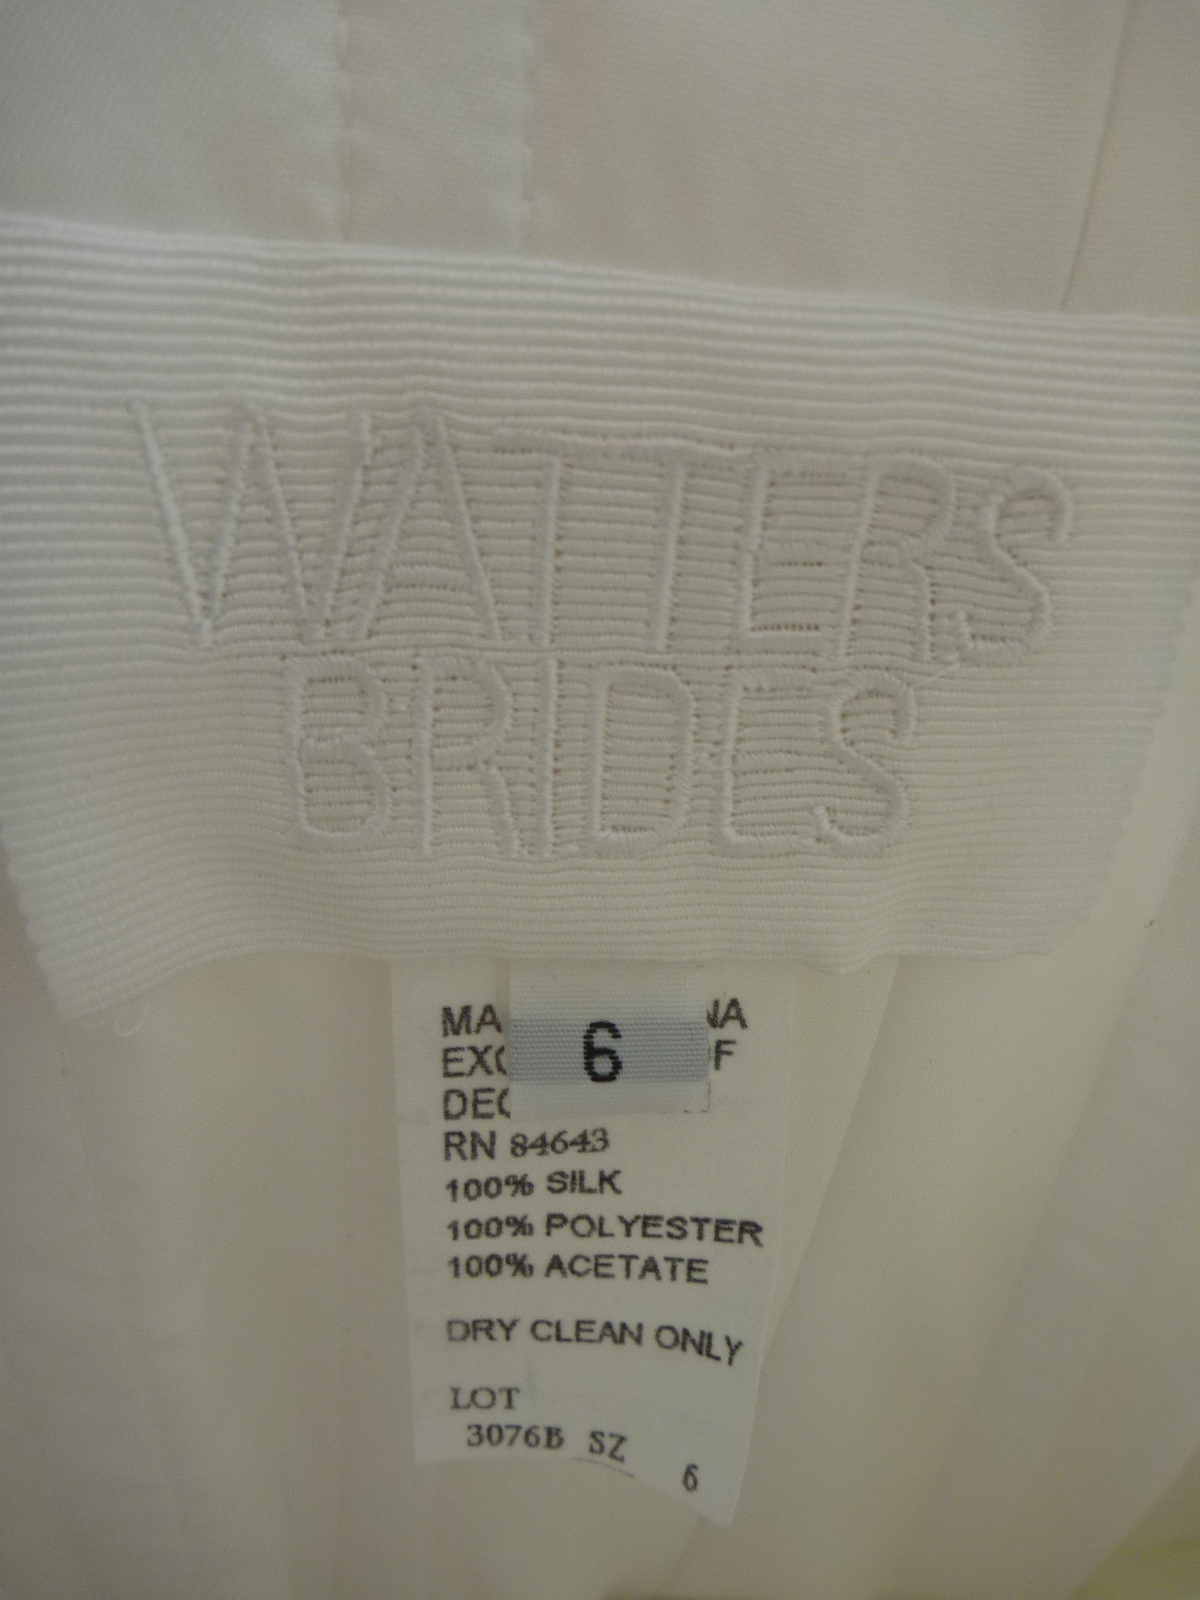 WATTERS
BRIDES
6
RN 84643
100% SILK
100% POLYESTER
100% ACETATE
DRY CLEAN ONLY
LOT
3076B SZ 6